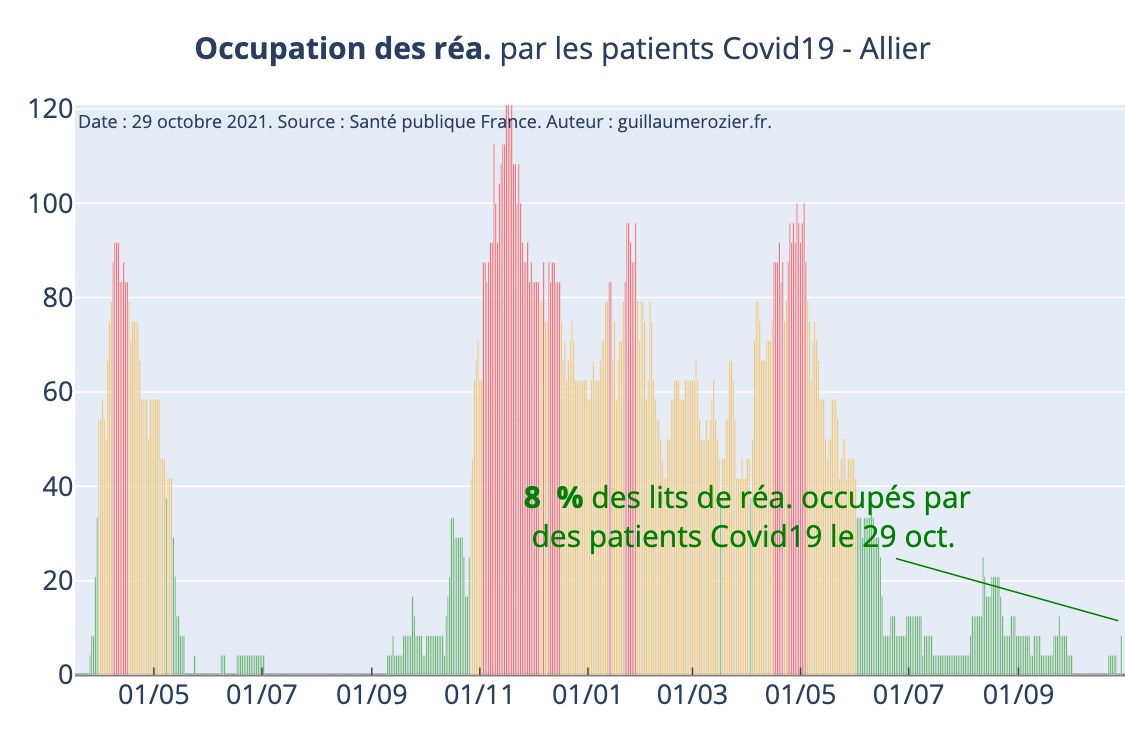 Occupation des réa. par les patients Covid19 - Allier
120
Date : 29 octobre 2021. Source : Santé publique France. Auteur : guillaumerozier.fr.
100
80
60
40
8 % des lits de réa. occupés par
des patients Covid19 le 29 oct.
20
0
01/05 01/07 01/09 01/11 01/01 01/03 01/05 01/07 01/09